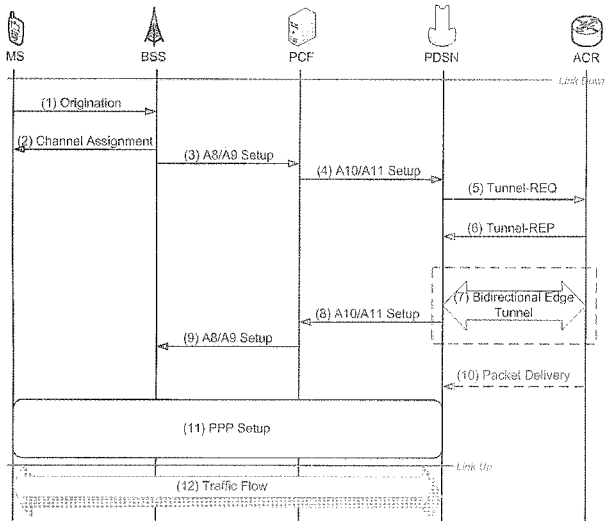 MS
BSS
PCF
PDSN
ACR
Link Down
(1) Origination
(2) Channel Assignment
(3) A8/A9 Setup
(4) A10/A11 Setup
(5) Tunnel-REQ
(6) Tunnel-REP
(7) Bidirectional Edge
Tunnel
(8) A10/A11 Setup
(9) A8/A9 Setup
(10) Packet Delivery
(11) PPP Setup
Link Up
(12) Traffic Flow